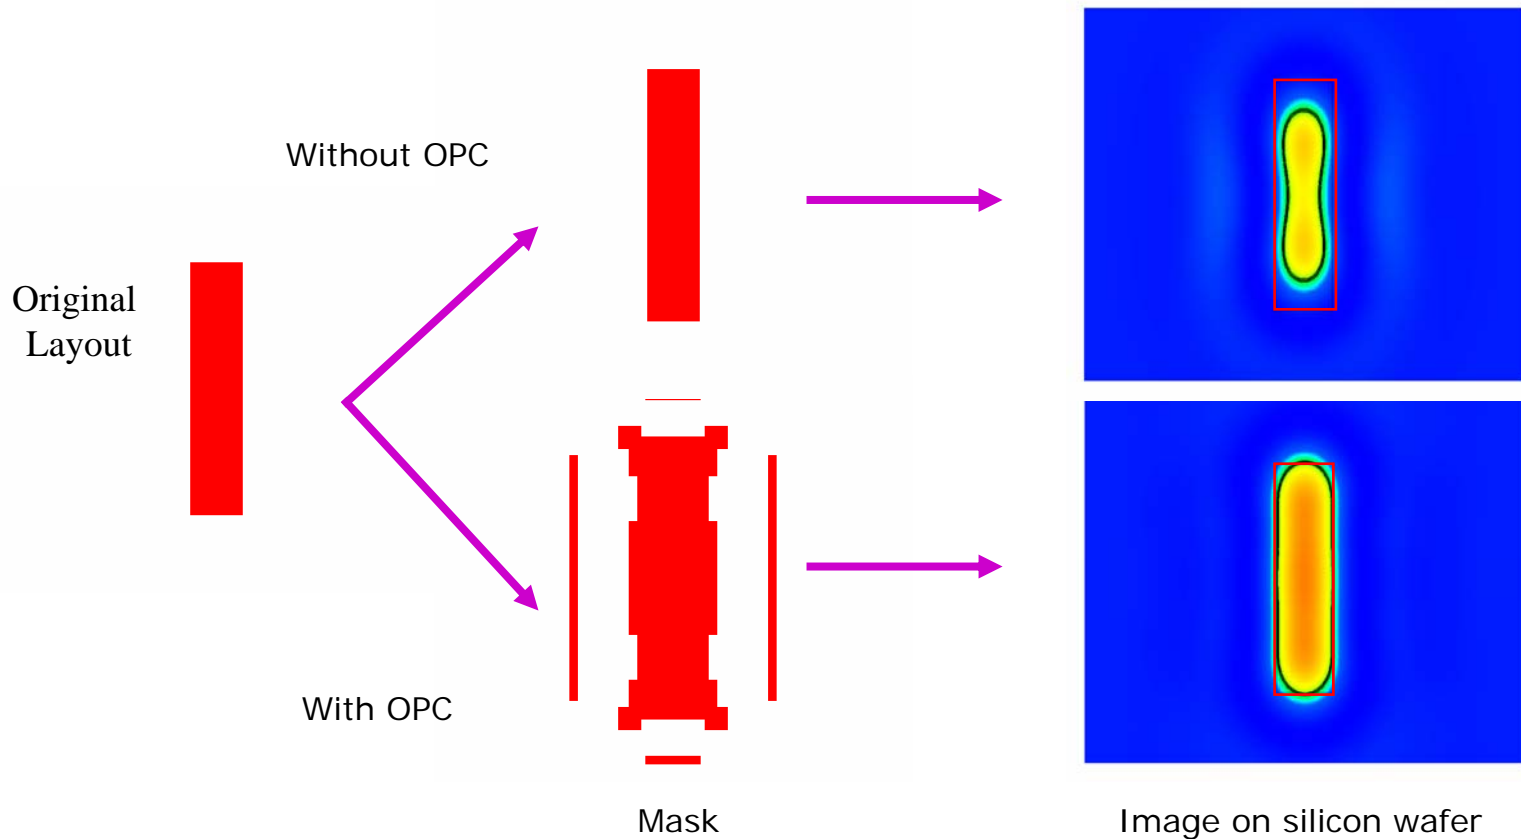 Without OPC
Original
Layout
With OPC
Mask
Image on silicon wafer